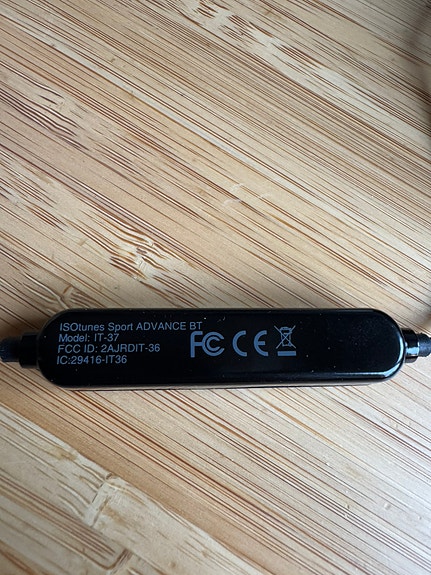 ISOtunes Sport ADVANCE BT
Model: IT-37
FCC ID: 2AJRDIT-36
IC:29416-IT36
FC CE